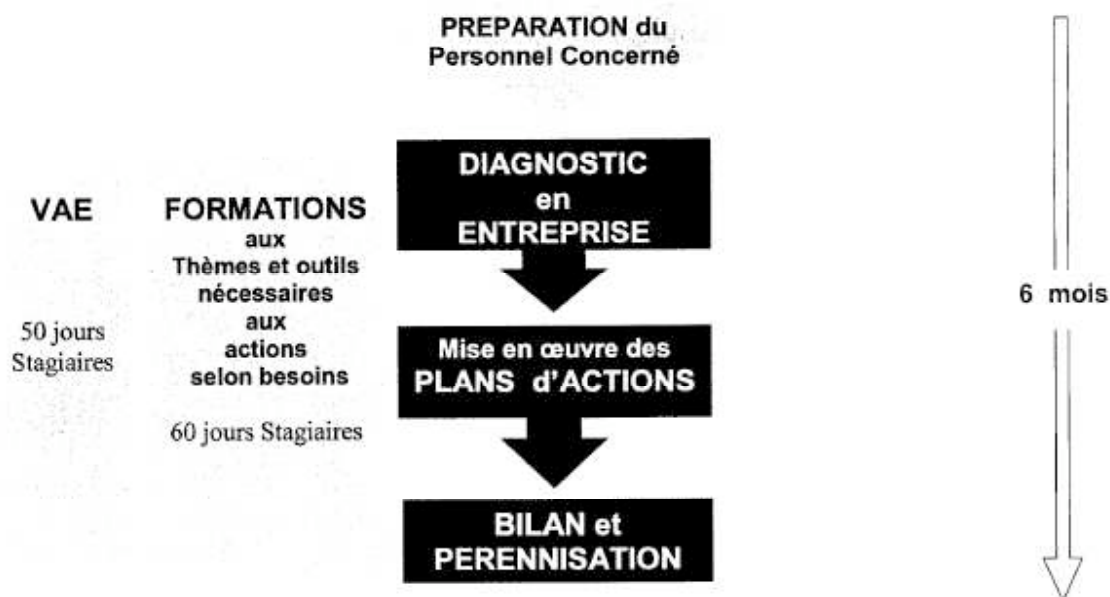 PREPARATION du
Personnel Concerné
DIAGNOSTIC
en
ENTREPRISE
VAE
50 jours
Stagiaires
FORMATIONS
aux
Thèmes et outils
nécessaires
aux
actions
selon besoins
60 jours Stagiaires
Mise en œuvre des
PLANS d'ACTIONS
BILAN et
PERENNISATION
6 mois